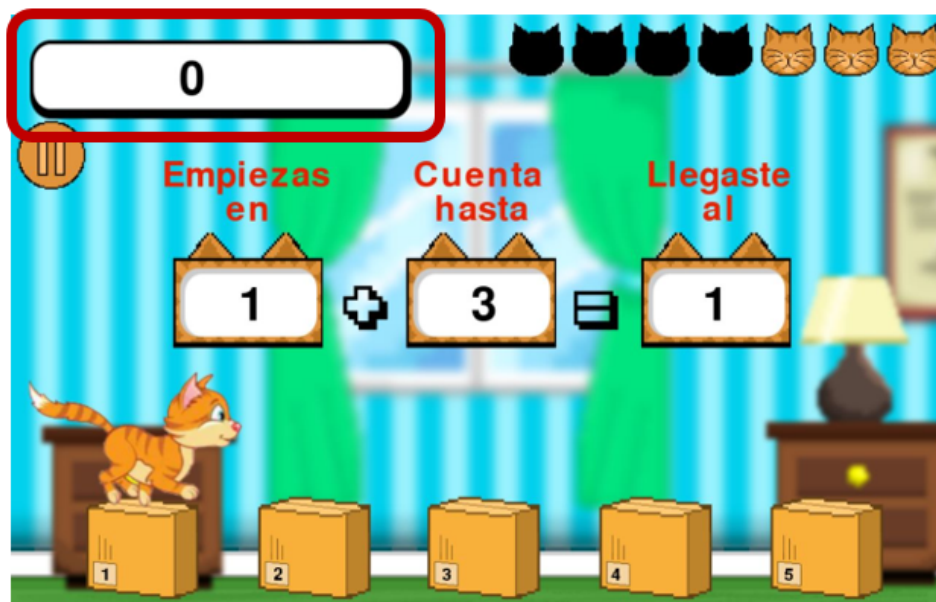 0
Empiezas
en
Cuenta
hasta
Llegaste
al
1 + 3 = 1
1 2 3 4 5